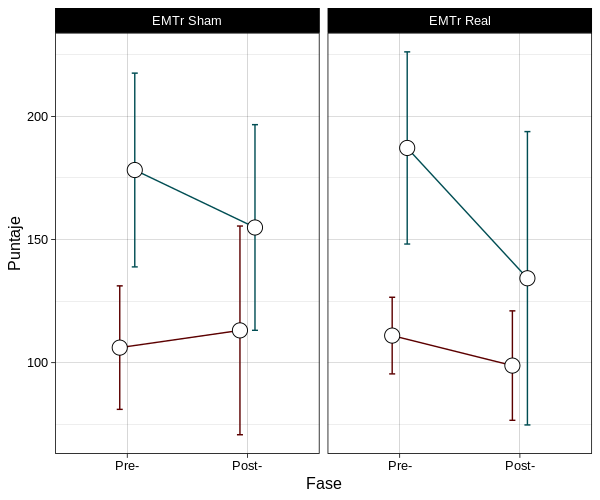 EMTr Sham
EMTr Real
Puntaje
200
150
100
Pre-
Post-
Pre-
Post-
Fase